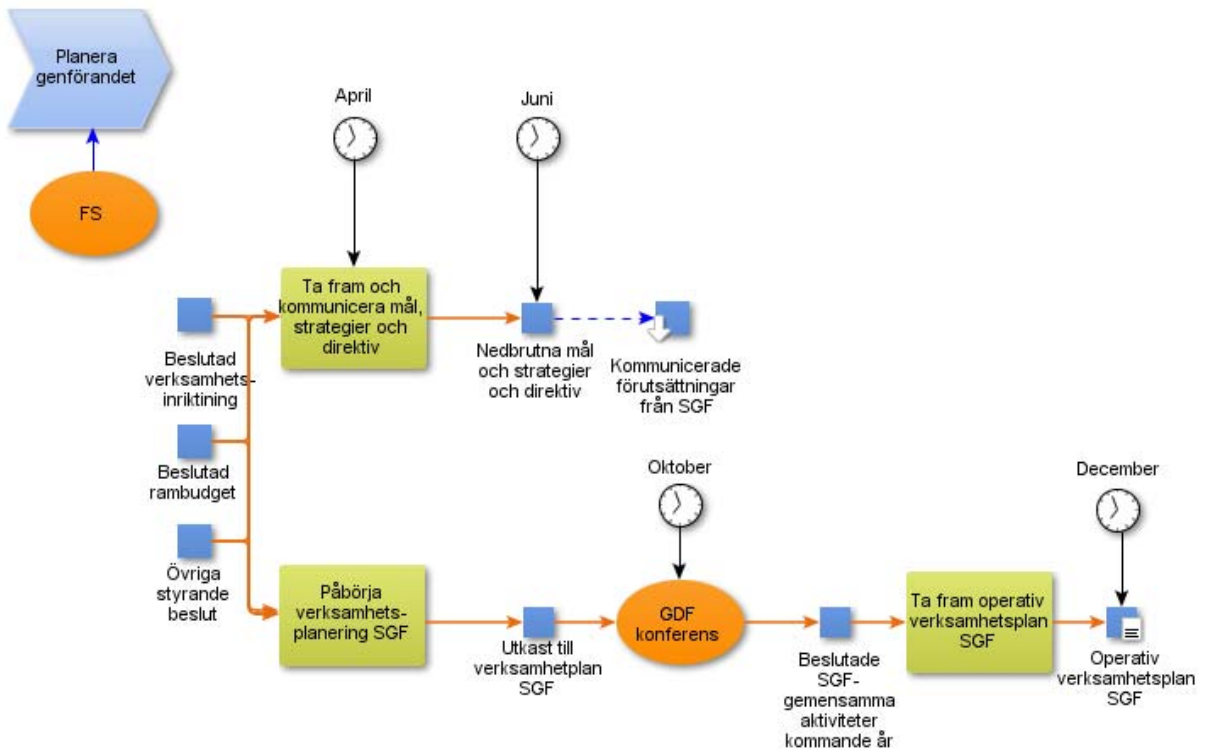 Planera
genförandet
FS
April
Juni
Ta fram och
kommunicera mål,
strategier och
direktiv
Beslutad
verksamhets-
inriktining
Nedbrutna mål
och strategier
och direktiv
Kommunicerade
förutsättningar
från SGF
Beslutad
rambudget
Övriga
styrande
beslut
Påbörja
verksamhets-
planering SGF
Utkast till
verksamhetplan
SGF
Oktober
GDF
konferens
Beslutade
SGF-
gemensamma
aktiviteter
kommande år
Ta fram operativ
verksamhetsplan
SGF
December
Operativ
verksamhetsplan
SGF